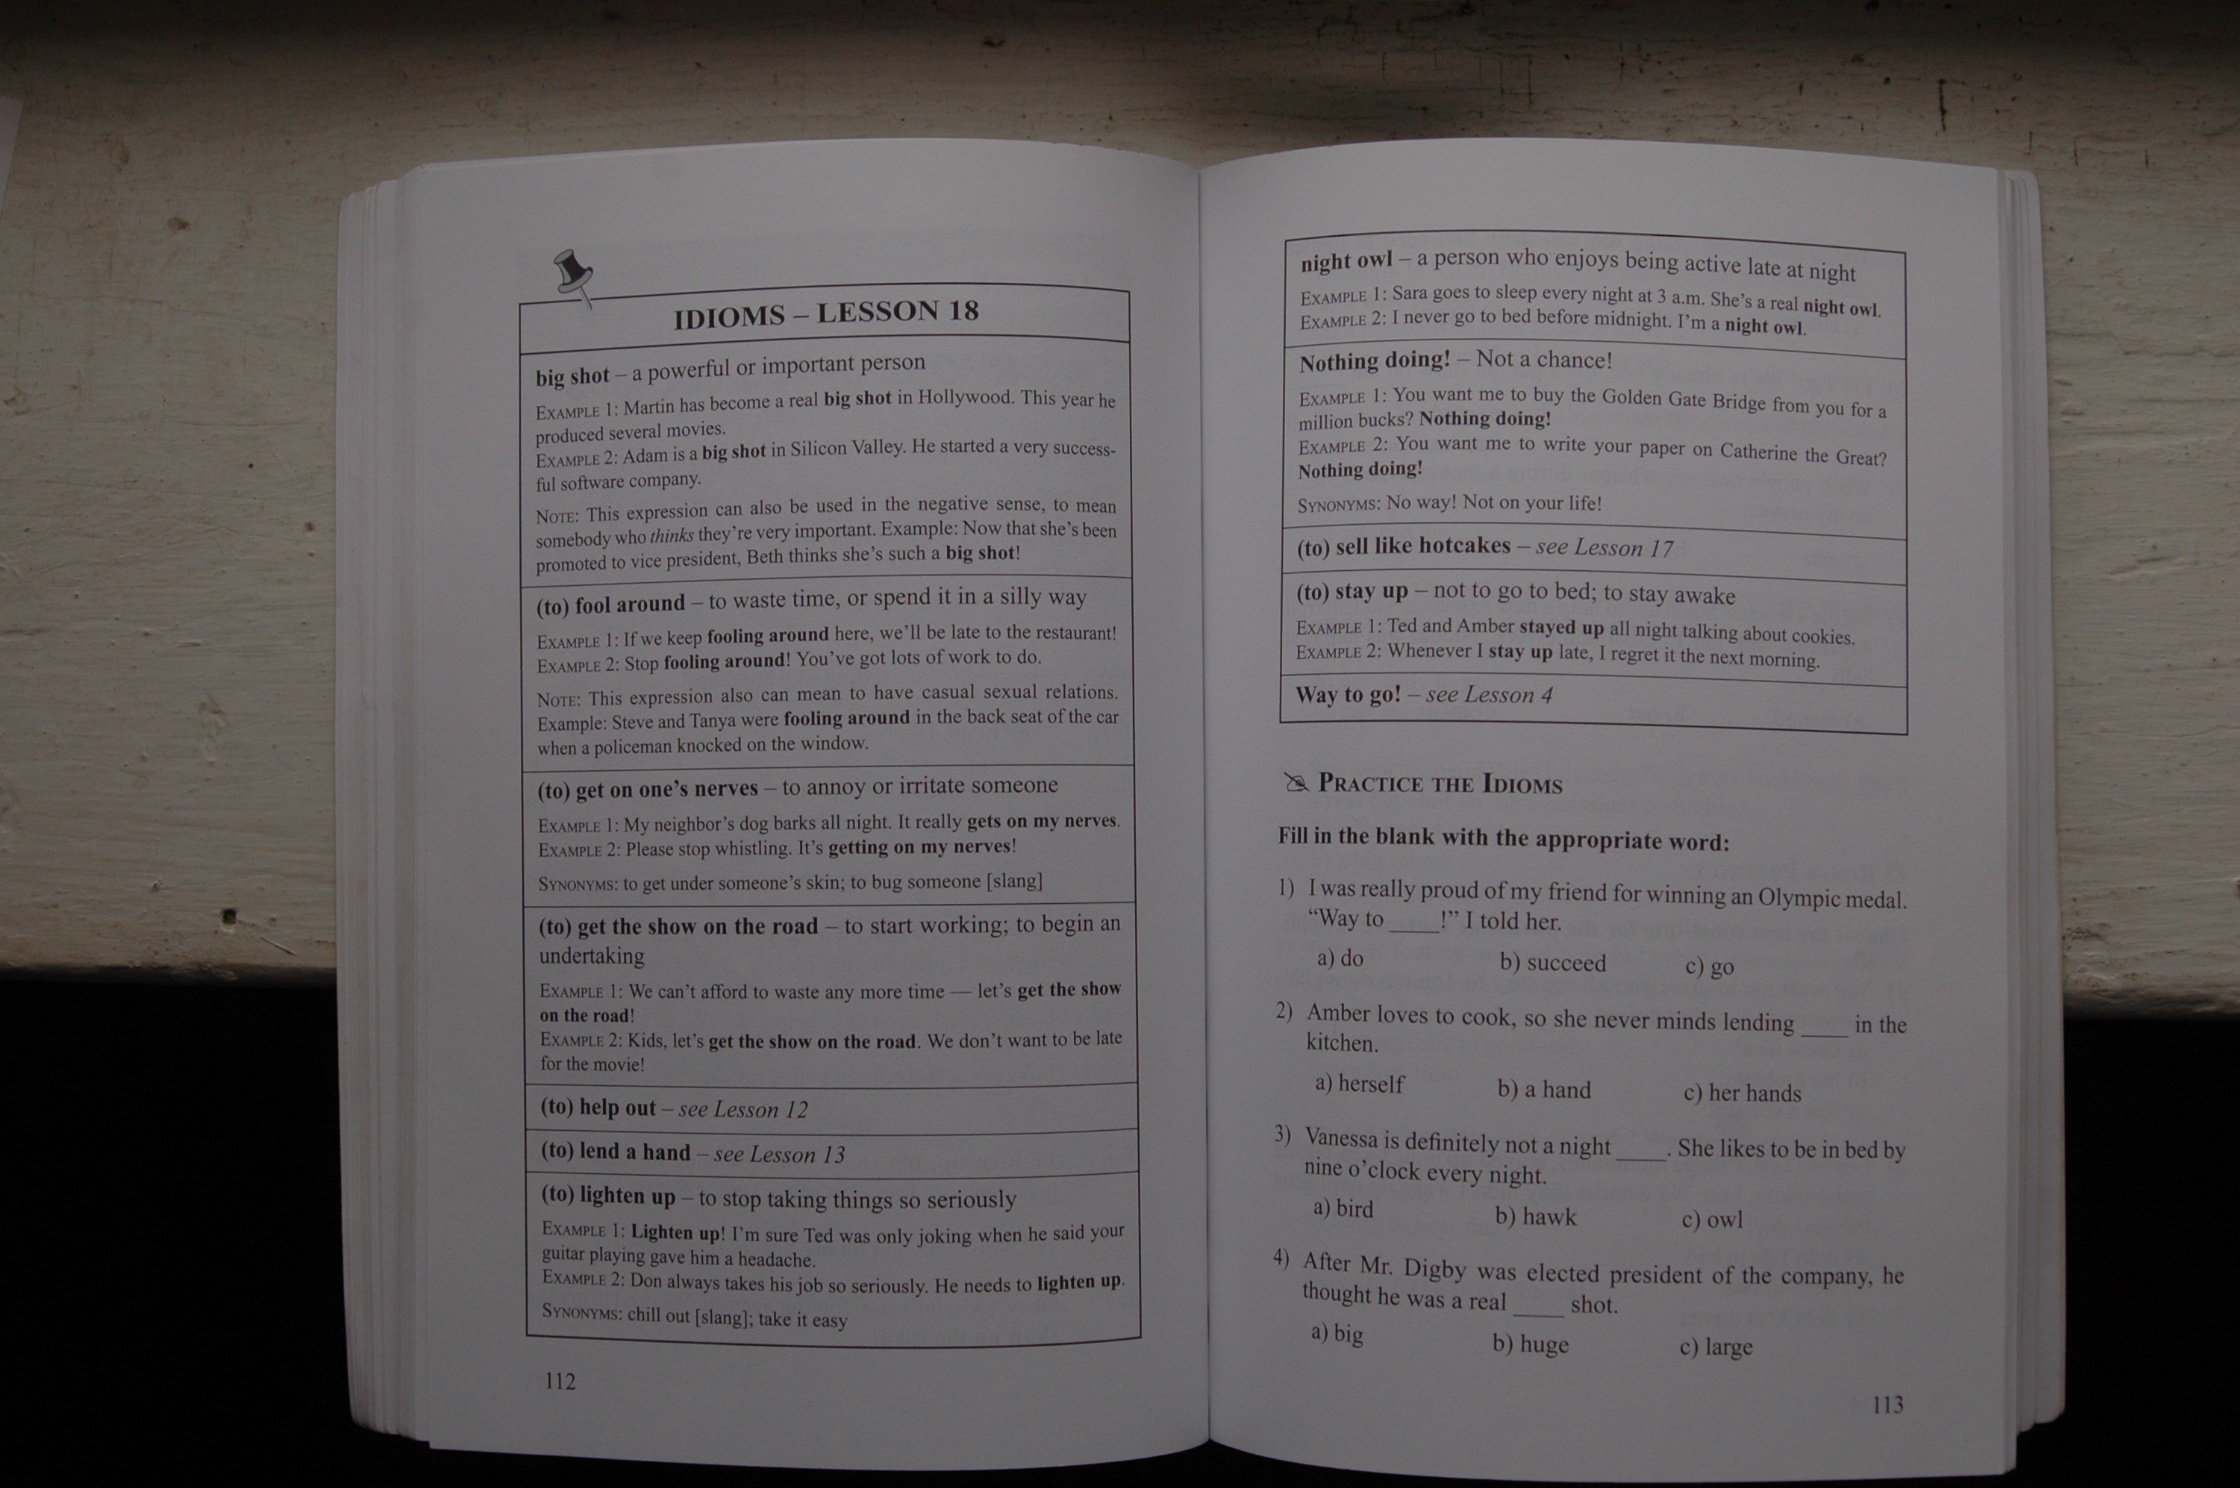 IDIOMS – LESSON 18
big shot – a powerful or important person
EXAMPLE 1: Martin has become a real big shot in Hollywood. This year he
produced several movies.
EXAMPLE 2: Adam is a big shot in Silicon Valley. He started a very success-
ful software company.
NOTE: This expression can also be used in the negative sense, to mean
somebody who thinks they're very important. Example: Now that she's been
promoted to vice president, Beth thinks she's such a big shot!
(to) fool around – to waste time, or spend it in a silly way
EXAMPLE 1: If we keep fooling around here, we'll be late to the restaurant!
EXAMPLE 2: Stop fooling around! You've got lots of work to do.
NOTE: This expression also can mean to have casual sexual relations.
Example: Steve and Tanya were fooling around in the back seat of the car
when a policeman knocked on the window.
(to) get on one's nerves – to annoy or irritate someone
EXAMPLE 1: My neighbor's dog barks all night. It really gets on my nerves.
EXAMPLE 2: Please stop whistling. It's getting on my nerves!
SYNONYMS: to get under someone's skin; to bug someone [slang]
(to) get the show on the road – to start working; to begin an
undertaking
EXAMPLE 1: We can't afford to waste any more time — let's get the show
on the road!
EXAMPLE 2: Kids, let's get the show on the road. We don't want to be late
for the movie!
(to) help out – see Lesson 12
(to) lend a hand – see Lesson 13
(to) lighten up – to stop taking things so seriously
EXAMPLE 1: Lighten up! I'm sure Ted was only joking when he said your
guitar playing gave him a headache.
EXAMPLE 2: Don always takes his job so seriously. He needs to lighten up.
SYNONYMS: chill out [slang]; take it easy
112
night owl – a person who enjoys being active late at night
EXAMPLE 1: Sara goes to sleep every night at 3 a.m. She's a real night owl.
EXAMPLE 2: I never go to bed before midnight. I'm a night owl.
Nothing doing! – Not a chance!
EXAMPLE 1: You want me to buy the Golden Gate Bridge from you for a
million bucks? Nothing doing!
EXAMPLE 2: You want me to write your paper on Catherine the Great?
Nothing doing!
SYNONYMS: No way! Not on your life!
(to) sell like hotcakes – see Lesson 17
(to) stay up – not to go to bed; to stay awake
EXAMPLE 1: Ted and Amber stayed up all night talking about cookies.
EXAMPLE 2: Whenever I stay up late, I regret it the next morning.
Way to go! – see Lesson 4
PRACTICE THE IDIOMS
Fill in the blank with the appropriate word:
1) I was really proud of my friend for winning an Olympic medal.
"Way to ____!" I told her.
a) do b) succeed c) go
2) Amber loves to cook, so she never minds lending ____ in the
kitchen.
a) herself b) a hand c) her hands
3) Vanessa is definitely not a night ____. She likes to be in bed by
nine o'clock every night.
a) bird b) hawk c) owl
4) After Mr. Digby was elected president of the company, he
thought he was a real ____ shot.
a) big b) huge c) large
113